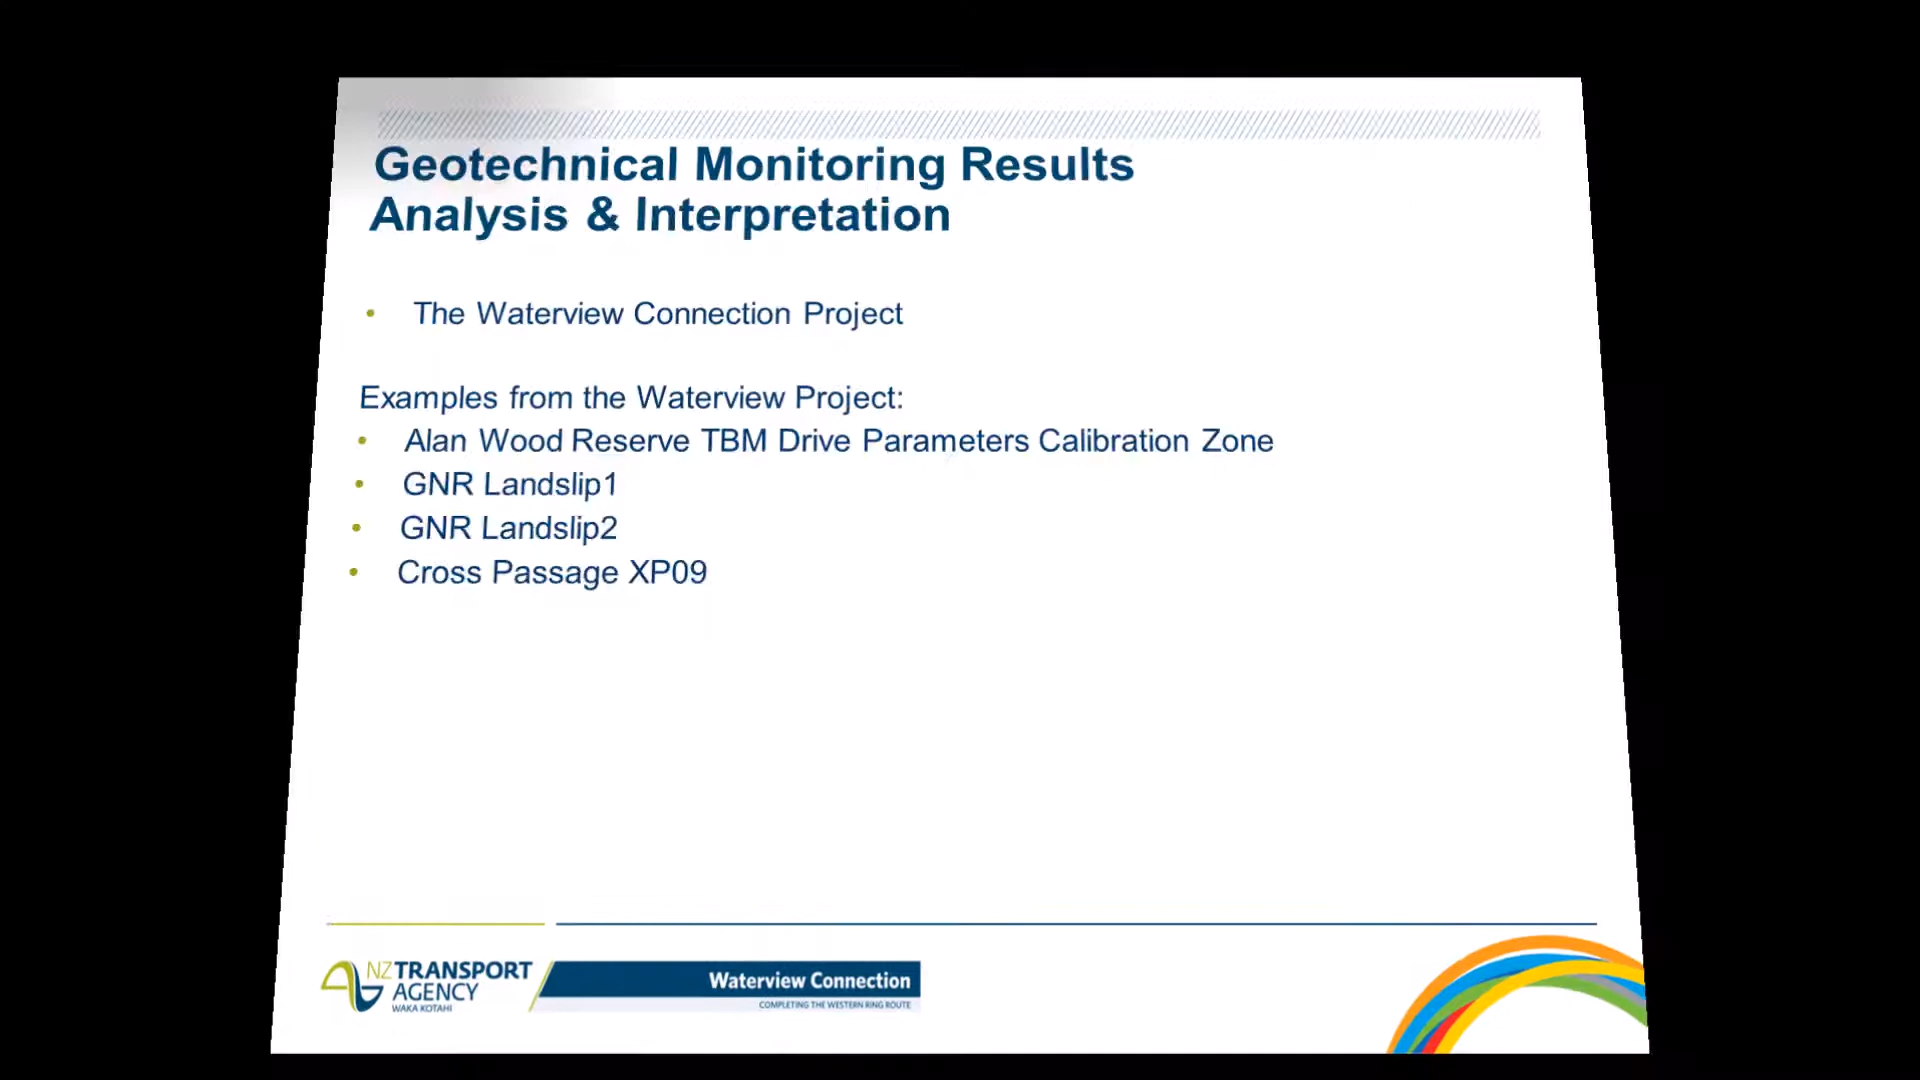 Geotechnical Monitoring Results
Analysis & Interpretation
• The Waterview Connection Project
Examples from the Waterview Project:
• Alan Wood Reserve TBM Drive Parameters Calibration Zone
• GNR Landslip1
• GNR Landslip2
• Cross Passage XP09
NZTRANSPORT
AGENCY
WAKA KOTAHI
Waterview Connection
COMPLETING THE WESTERN RING ROUTE